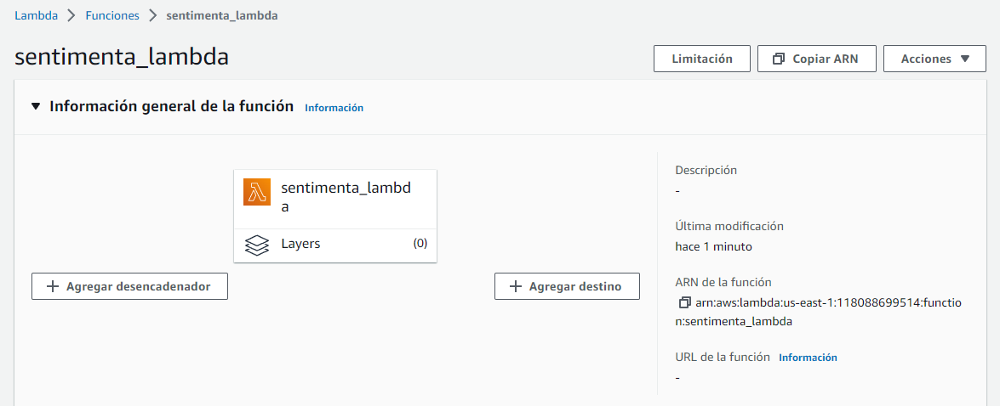 Lambda > Funciones > sentimenta_lambda
sentimenta_lambda
Limitación
Copiar ARN
Acciones
Información general de la función Información
sentimenta_lambd
a
Layers (0)
Agregar desencadenador
Agregar destino
Descripción
-
Última modificación
hace 1 minuto
ARN de la función
arn:aws:lambda:us-east-1:118088699514:functio
n:sentimenta_lambda
URL de la función Información
-